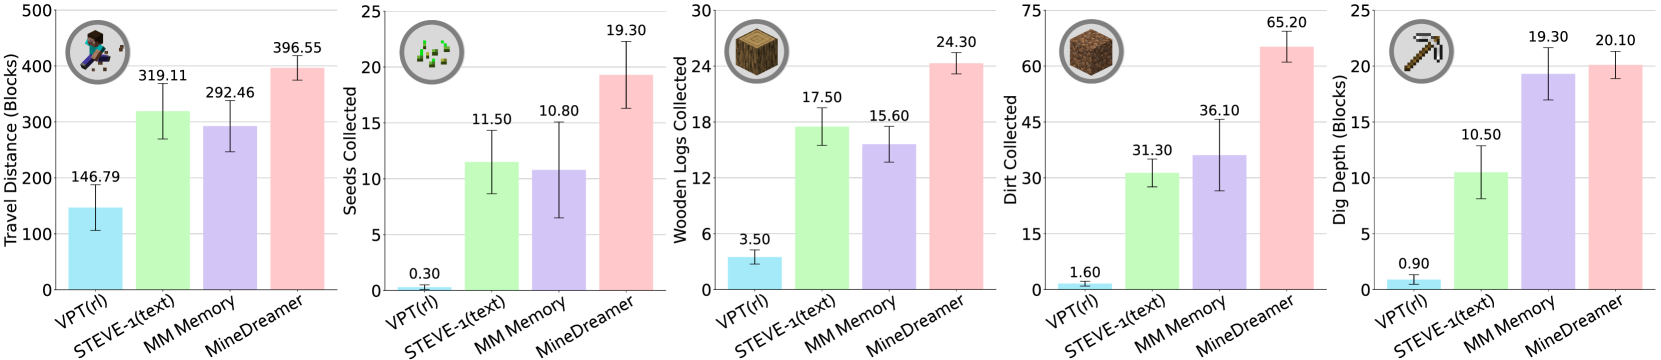 Travel Distance (Blocks)
500
400
300
200
100
0
146.79
319.11
292.46
396.55
VPT(rl)
STEVE-1(text)
MM Memory
MineDreamer
Seeds Collected
25
20
15
10
5
0
0.30
11.50
10.80
19.30
VPT(rl)
STEVE-1(text)
MM Memory
MineDreamer
Wooden Logs Collected
30
24
18
12
6
0
3.50
17.50
15.60
24.30
VPT(rl)
STEVE-1(text)
MM Memory
MineDreamer
Dirt Collected
75
60
45
30
15
0
1.60
31.30
36.10
65.20
VPT(rl)
STEVE-1(text)
MM Memory
MineDreamer
Dig Depth (Blocks)
25
20
15
10
5
0
0.90
10.50
19.30
20.10
VPT(rl)
STEVE-1(text)
MM Memory
MineDreamer